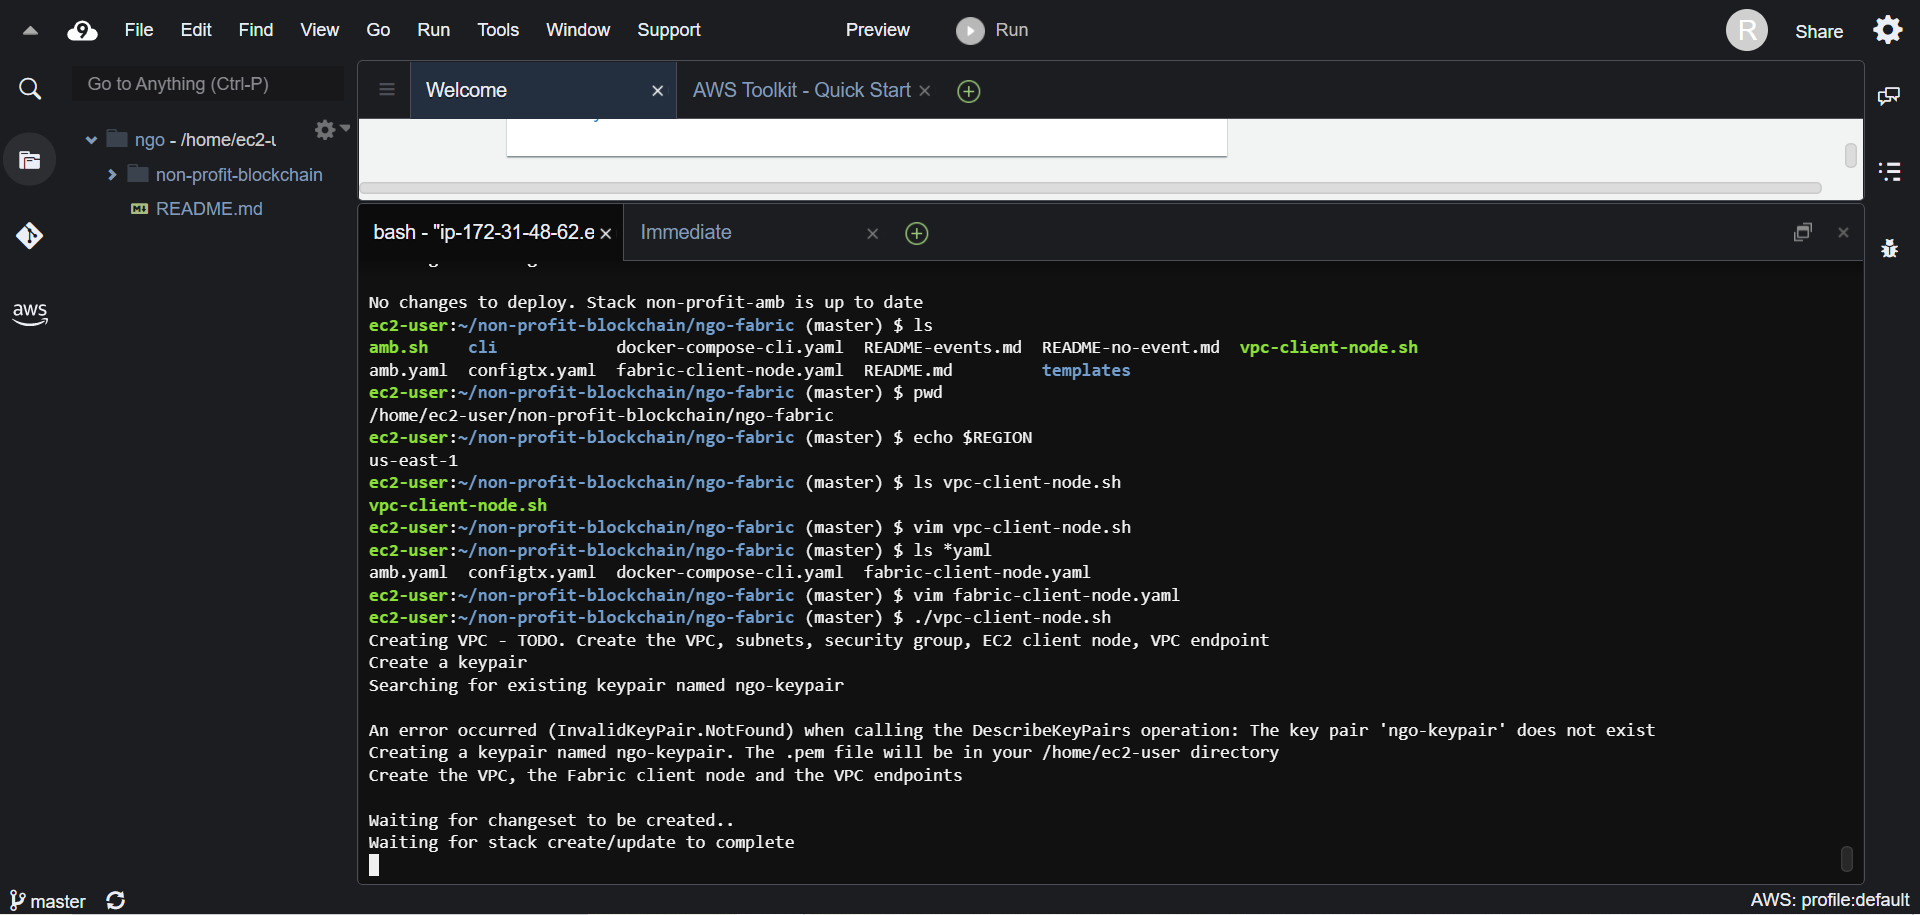 File Edit Find View Go Run Tools Window Support Preview Run R Share
Go to Anything (Ctrl-P)
Welcome
AWS Toolkit - Quick Start
ngo - /home/ec2-u
non-profit-blockchain
README.md
aws
bash - "ip-172-31-48-62.e
Immediate
No changes to deploy. Stack non-profit-amb is up to date
ec2-user:~/non-profit-blockchain/ngo-fabric (master) $ ls
amb.sh cli docker-compose-cli.yaml README-events.md README-no-event.md vpc-client-node.sh
amb.yaml configtx.yaml fabric-client-node.yaml README.md templates
ec2-user:~/non-profit-blockchain/ngo-fabric (master) $ pwd
/home/ec2-user/non-profit-blockchain/ngo-fabric
ec2-user:~/non-profit-blockchain/ngo-fabric (master) $ echo $REGION
us-east-1
ec2-user:~/non-profit-blockchain/ngo-fabric (master) $ ls vpc-client-node.sh
vpc-client-node.sh
ec2-user:~/non-profit-blockchain/ngo-fabric (master) $ vim vpc-client-node.sh
ec2-user:~/non-profit-blockchain/ngo-fabric (master) $ ls *yaml
amb.yaml configtx.yaml docker-compose-cli.yaml fabric-client-node.yaml
ec2-user:~/non-profit-blockchain/ngo-fabric (master) $ vim fabric-client-node.yaml
ec2-user:~/non-profit-blockchain/ngo-fabric (master) $ ./vpc-client-node.sh
Creating VPC - TODO. Create the VPC, subnets, security group, EC2 client node, VPC endpoint
Create a keypair
Searching for existing keypair named ngo-keypair
An error occurred (InvalidKeyPair.NotFound) when calling the DescribeKeyPairs operation: The key pair 'ngo-keypair' does not exist
Creating a keypair named ngo-keypair. The .pem file will be in your /home/ec2-user directory
Create the VPC, the Fabric client node and the VPC endpoints
Waiting for changeset to be created..
Waiting for stack create/update to complete
master
AWS: profile:default